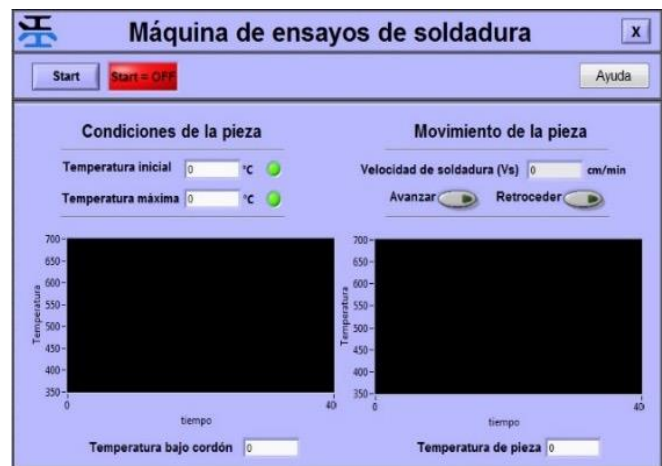 Máquina de ensayos de soldadura
X
Start
Start = OFF
Ayuda
Condiciones de la pieza
Temperatura inicial 0 °C
Temperatura máxima 0 °C
Movimiento de la pieza
Velocidad de soldadura (Vs) 0 cm/min
Avanzar
Retroceder
Temperatura
700
650
600
550
500
450
400
350
0
40
tiempo
Temperatura bajo cordón 0
Temperatura
700
650
600
550
500
450
400
350
0
40
tiempo
Temperatura de pieza 0